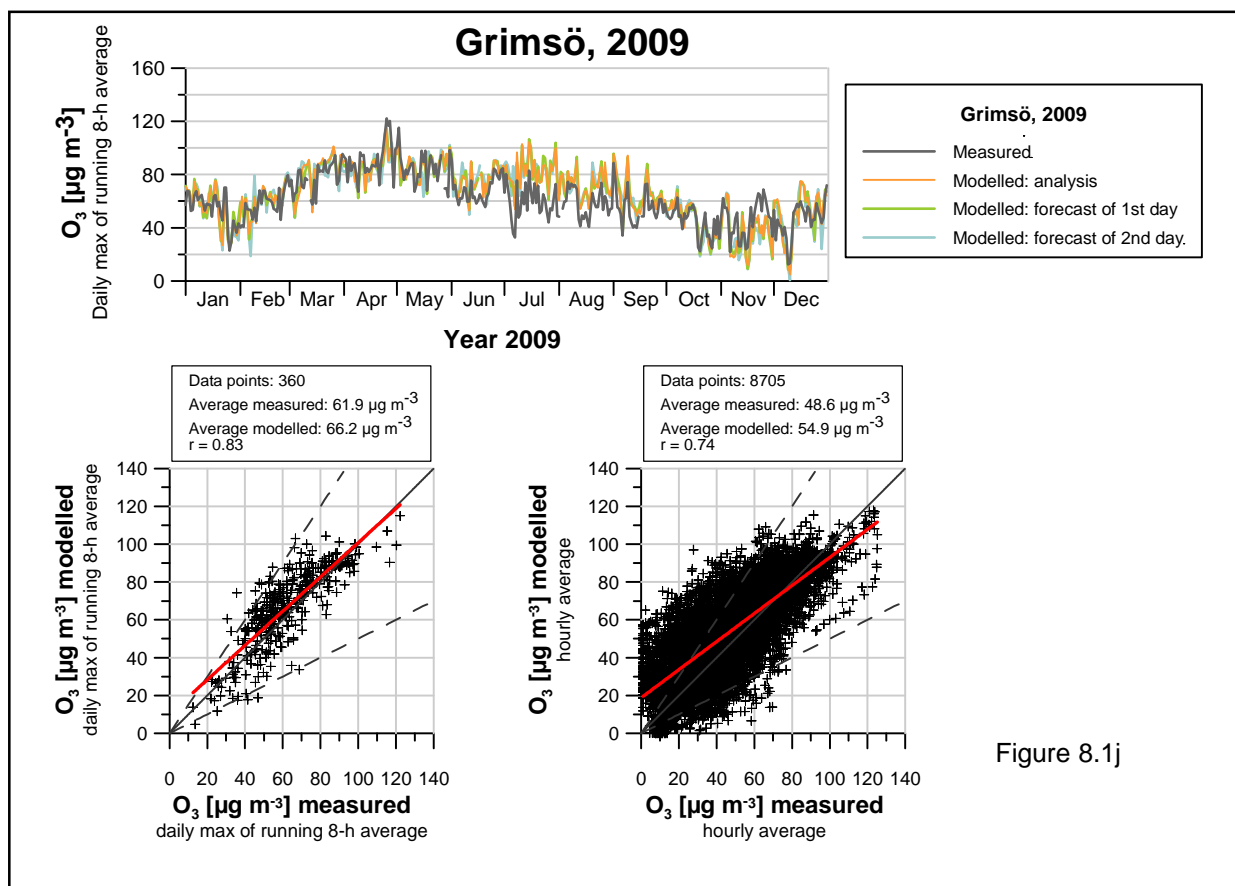 Grimsö, 2009
O3 [µg m-3]
Daily max of running 8-h average
160
120
80
40
0
Jan Feb Mar Apr May Jun Jul Aug Sep Oct Nov Dec
Year 2009
Grimsö, 2009
.
Measured.
Modelled: analysis
Modelled: forecast of 1st day
Modelled: forecast of 2nd day.
Data points: 360
Average measured: 61.9 µg m-3
Average modelled: 66.2 µg m-3
r = 0.83
O3 [µg m-3] modelled
daily max of running 8-h average
140
120
100
80
60
40
20
0
0 20 40 60 80 100 120 140
O3 [µg m-3] measured
daily max of running 8-h average
Data points: 8705
Average measured: 48.6 µg m-3
Average modelled: 54.9 µg m-3
r = 0.74
O3 [µg m-3] modelled
hourly average
140
120
100
80
60
40
20
0
0 20 40 60 80 100 120 140
O3 [µg m-3] measured
hourly average
Figure 8.1j